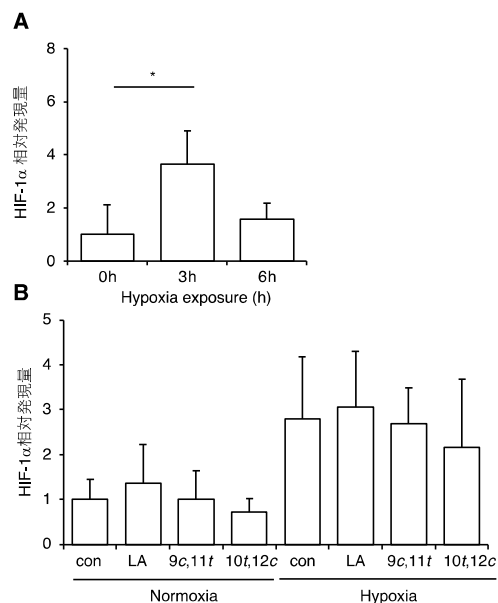 A
8
6
4
2
0
HIF-1α 相対発現量
*
0h 3h 6h
Hypoxia exposure (h)
B
5
4
3
2
1
0
HIF-1α相対発現量
con LA 9c,11t 10t,12c con LA 9c,11t 10t,12c
Normoxia Hypoxia